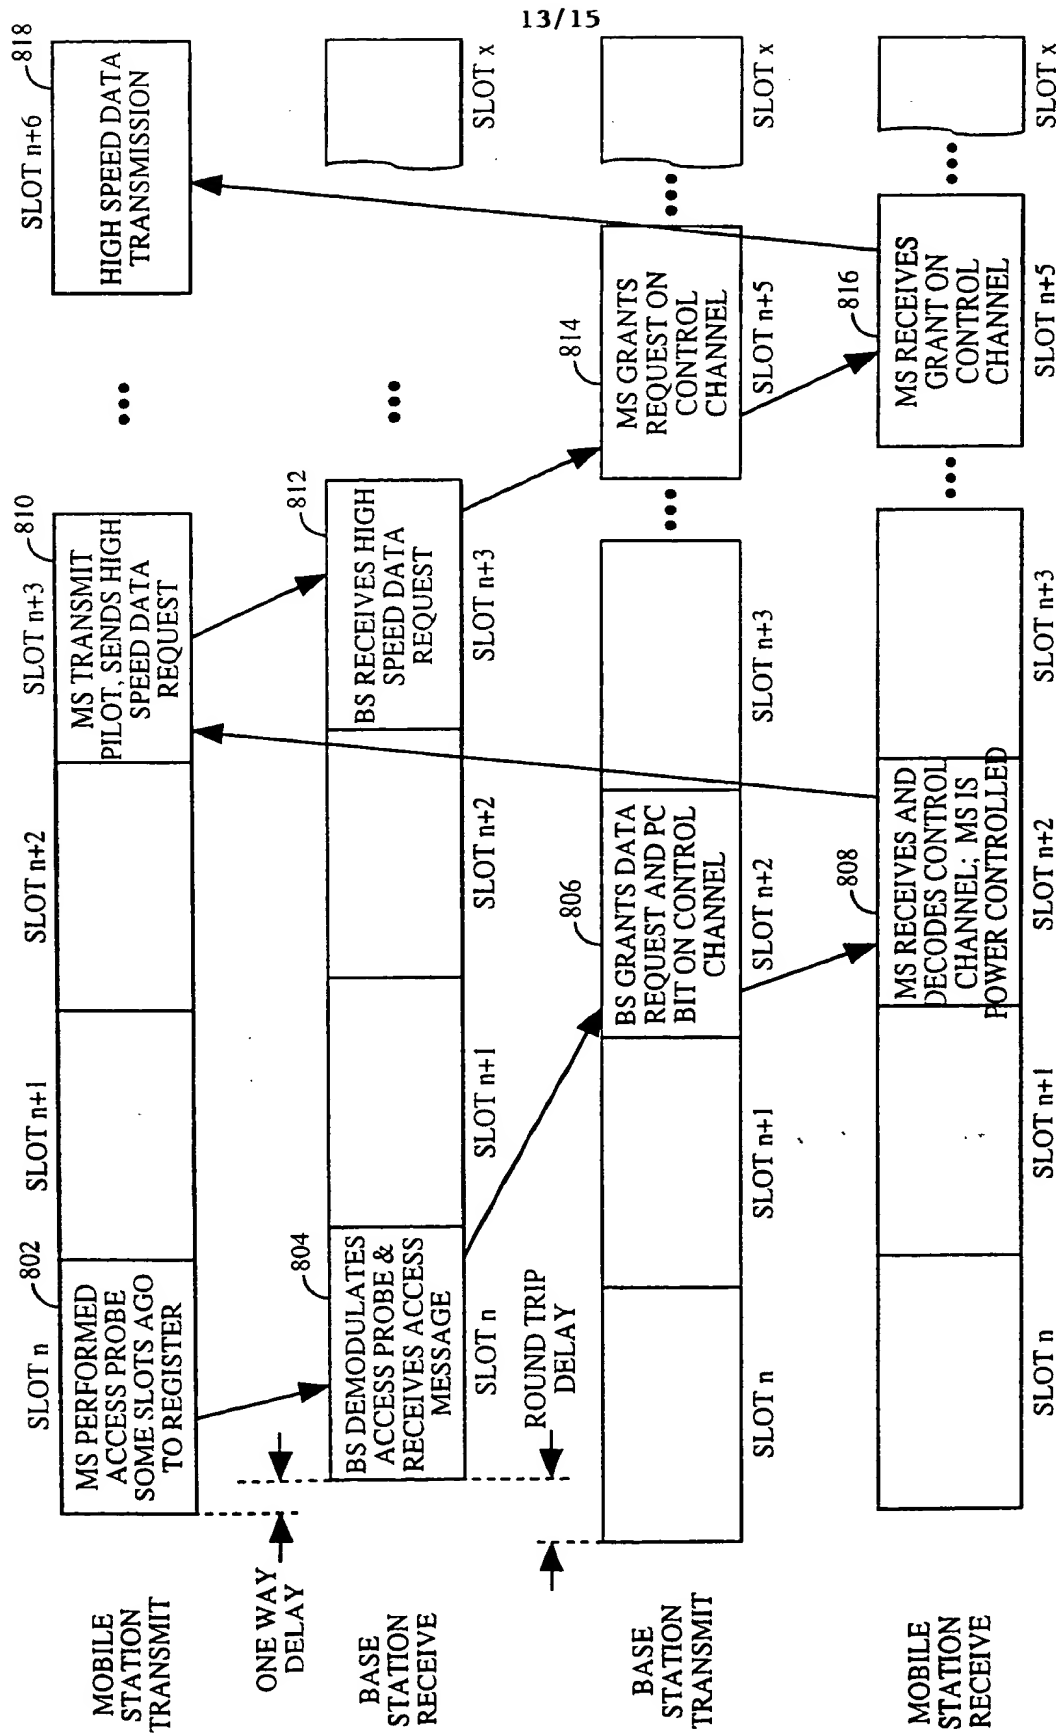 13/15
MOBILE
STATION
TRANSMIT
SLOT n
802
MS PERFORMED
ACCESS PROBE
SOME SLOTS AGO
TO REGISTER
SLOT n+1
SLOT n+2
SLOT n+3
810
MS TRANSMIT
PILOT, SENDS HIGH
SPEED DATA
REQUEST
•••
SLOT n+6
818
HIGH SPEED DATA
TRANSMISSION
ONE WAY
DELAY
BASE
STATION
RECEIVE
804
BS DEMODULATES
ACCESS PROBE &
RECEIVES ACCESS
MESSAGE
812
BS RECEIVES HIGH
SPEED DATA
REQUEST
•••
SLOT n
SLOT n+1
SLOT n+2
SLOT n+3
SLOT x
ROUND TRIP
DELAY
BASE
STATION
TRANSMIT
806
BS GRANTS DATA
REQUEST AND PC
BIT ON CONTROL
CHANNEL
•••
814
MS GRANTS
REQUEST ON
CONTROL
CHANNEL
•••
SLOT n
SLOT n+1
SLOT n+2
SLOT n+3
SLOT n+5
SLOT x
MOBILE
STATION
RECEIVE
808
MS RECEIVES AND
DECODES CONTROL
CHANNEL; MS IS
POWER CONTROLLED
•••
816
MS RECEIVES
GRANT ON
CONTROL
CHANNEL
•••
SLOT n
SLOT n+1
SLOT n+2
SLOT n+3
SLOT n+5
SLOT x